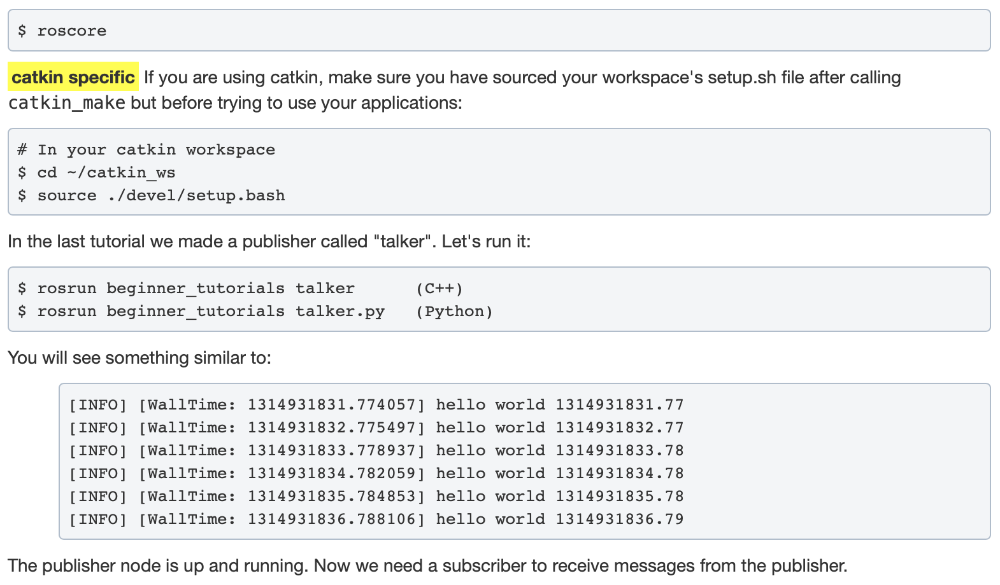 $ roscore
catkin specific If you are using catkin, make sure you have sourced your workspace's setup.sh file after calling
catkin_make but before trying to use your applications:
# In your catkin workspace
$ cd ~/catkin_ws
$ source ./devel/setup.bash
In the last tutorial we made a publisher called "talker". Let's run it:
$ rosrun beginner_tutorials talker      (C++)
$ rosrun beginner_tutorials talker.py   (Python)
You will see something similar to:
[INFO] [WallTime: 1314931831.774057] hello world 1314931831.77
[INFO] [WallTime: 1314931832.775497] hello world 1314931832.77
[INFO] [WallTime: 1314931833.778937] hello world 1314931833.78
[INFO] [WallTime: 1314931834.782059] hello world 1314931834.78
[INFO] [WallTime: 1314931835.784853] hello world 1314931835.78
[INFO] [WallTime: 1314931836.788106] hello world 1314931836.79
The publisher node is up and running. Now we need a subscriber to receive messages from the publisher.